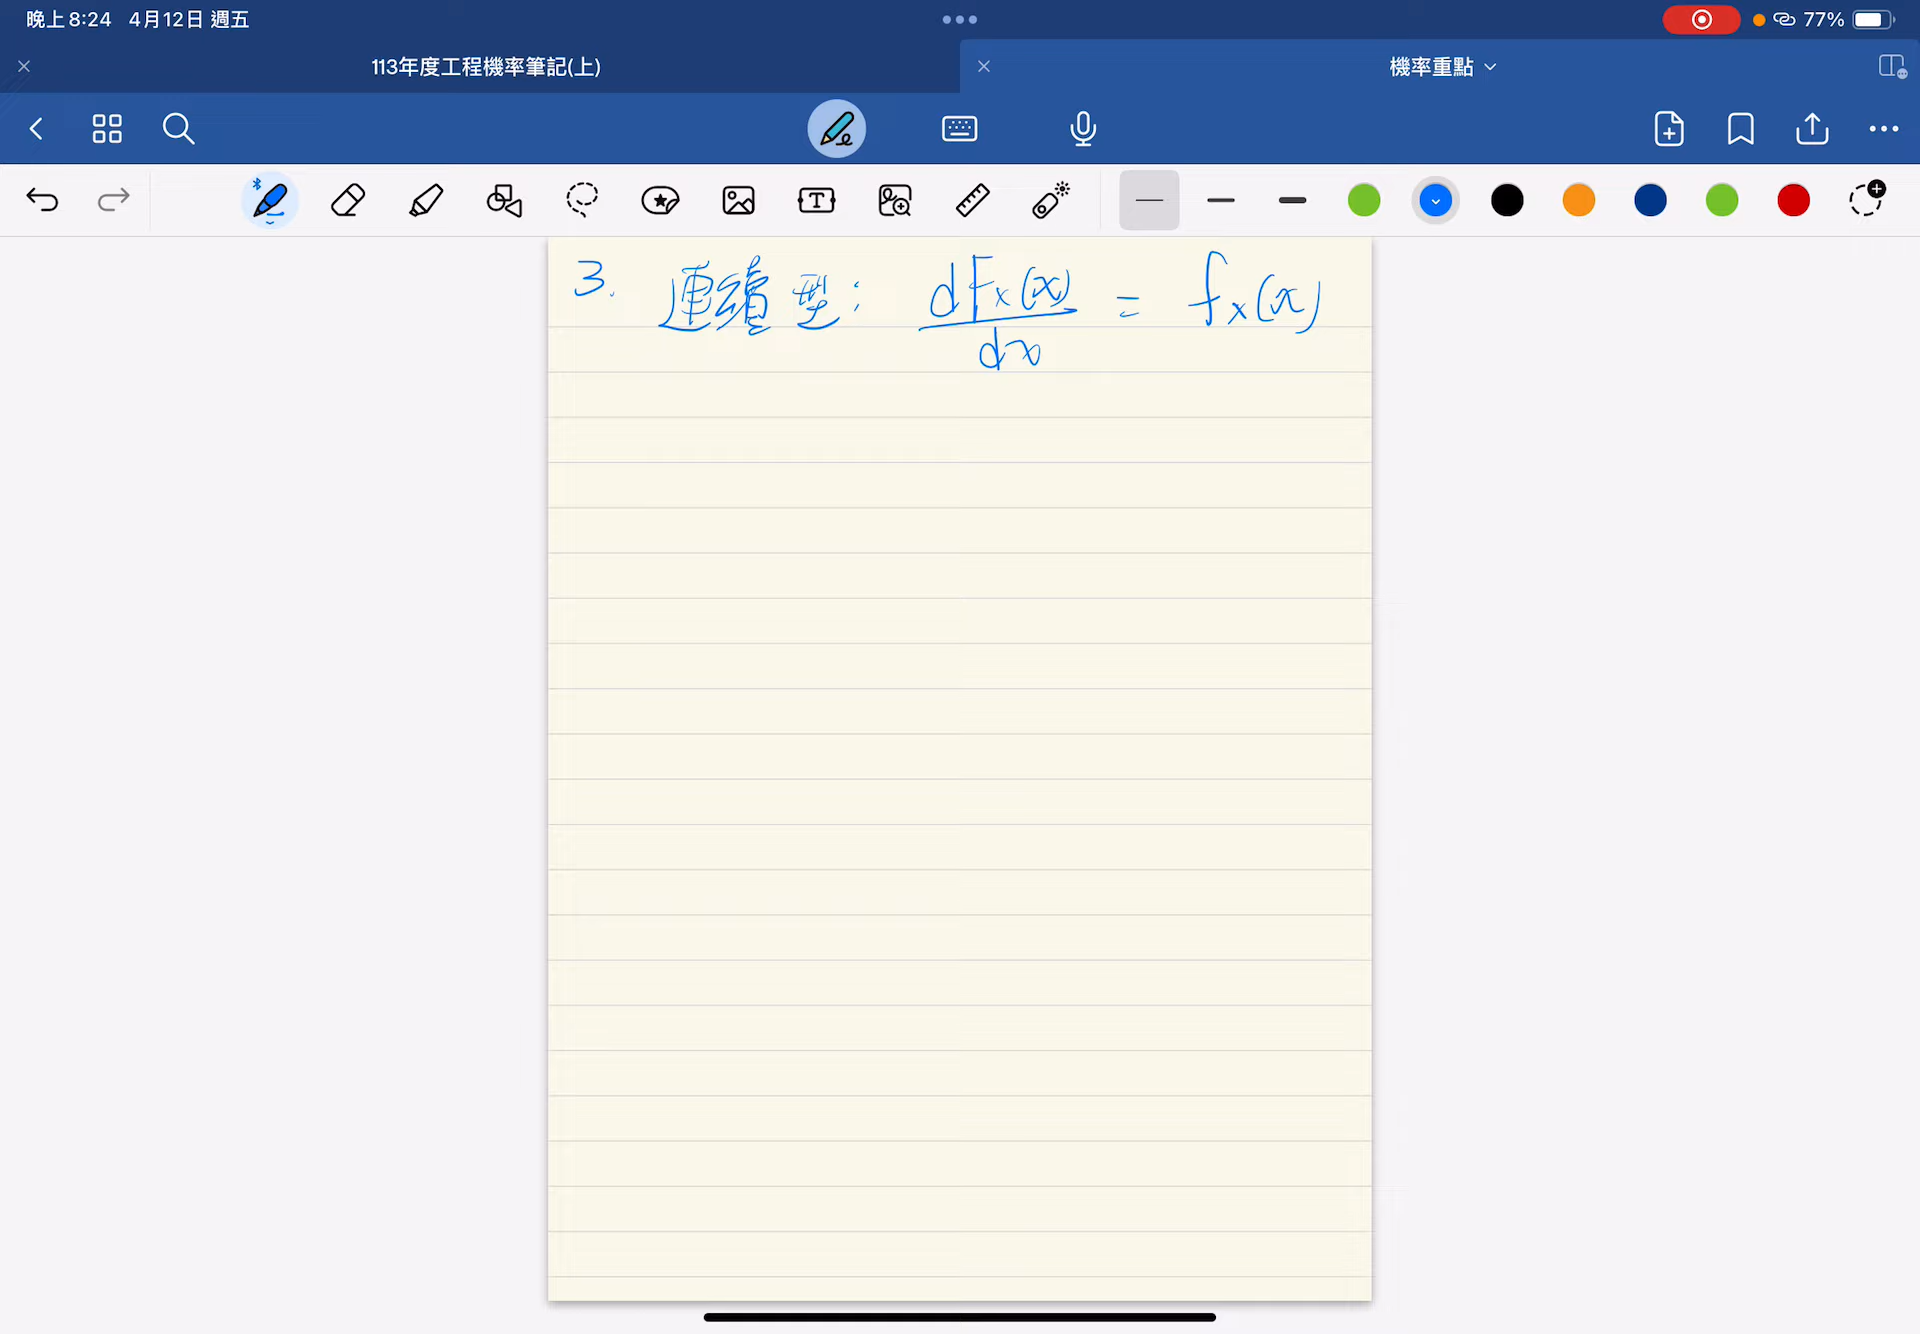 晚上8:24 4月12日 週五
77%
113年度工程機率筆記(上)
機率重點
3. 連續型: dFx(x)/dx = fx(x)